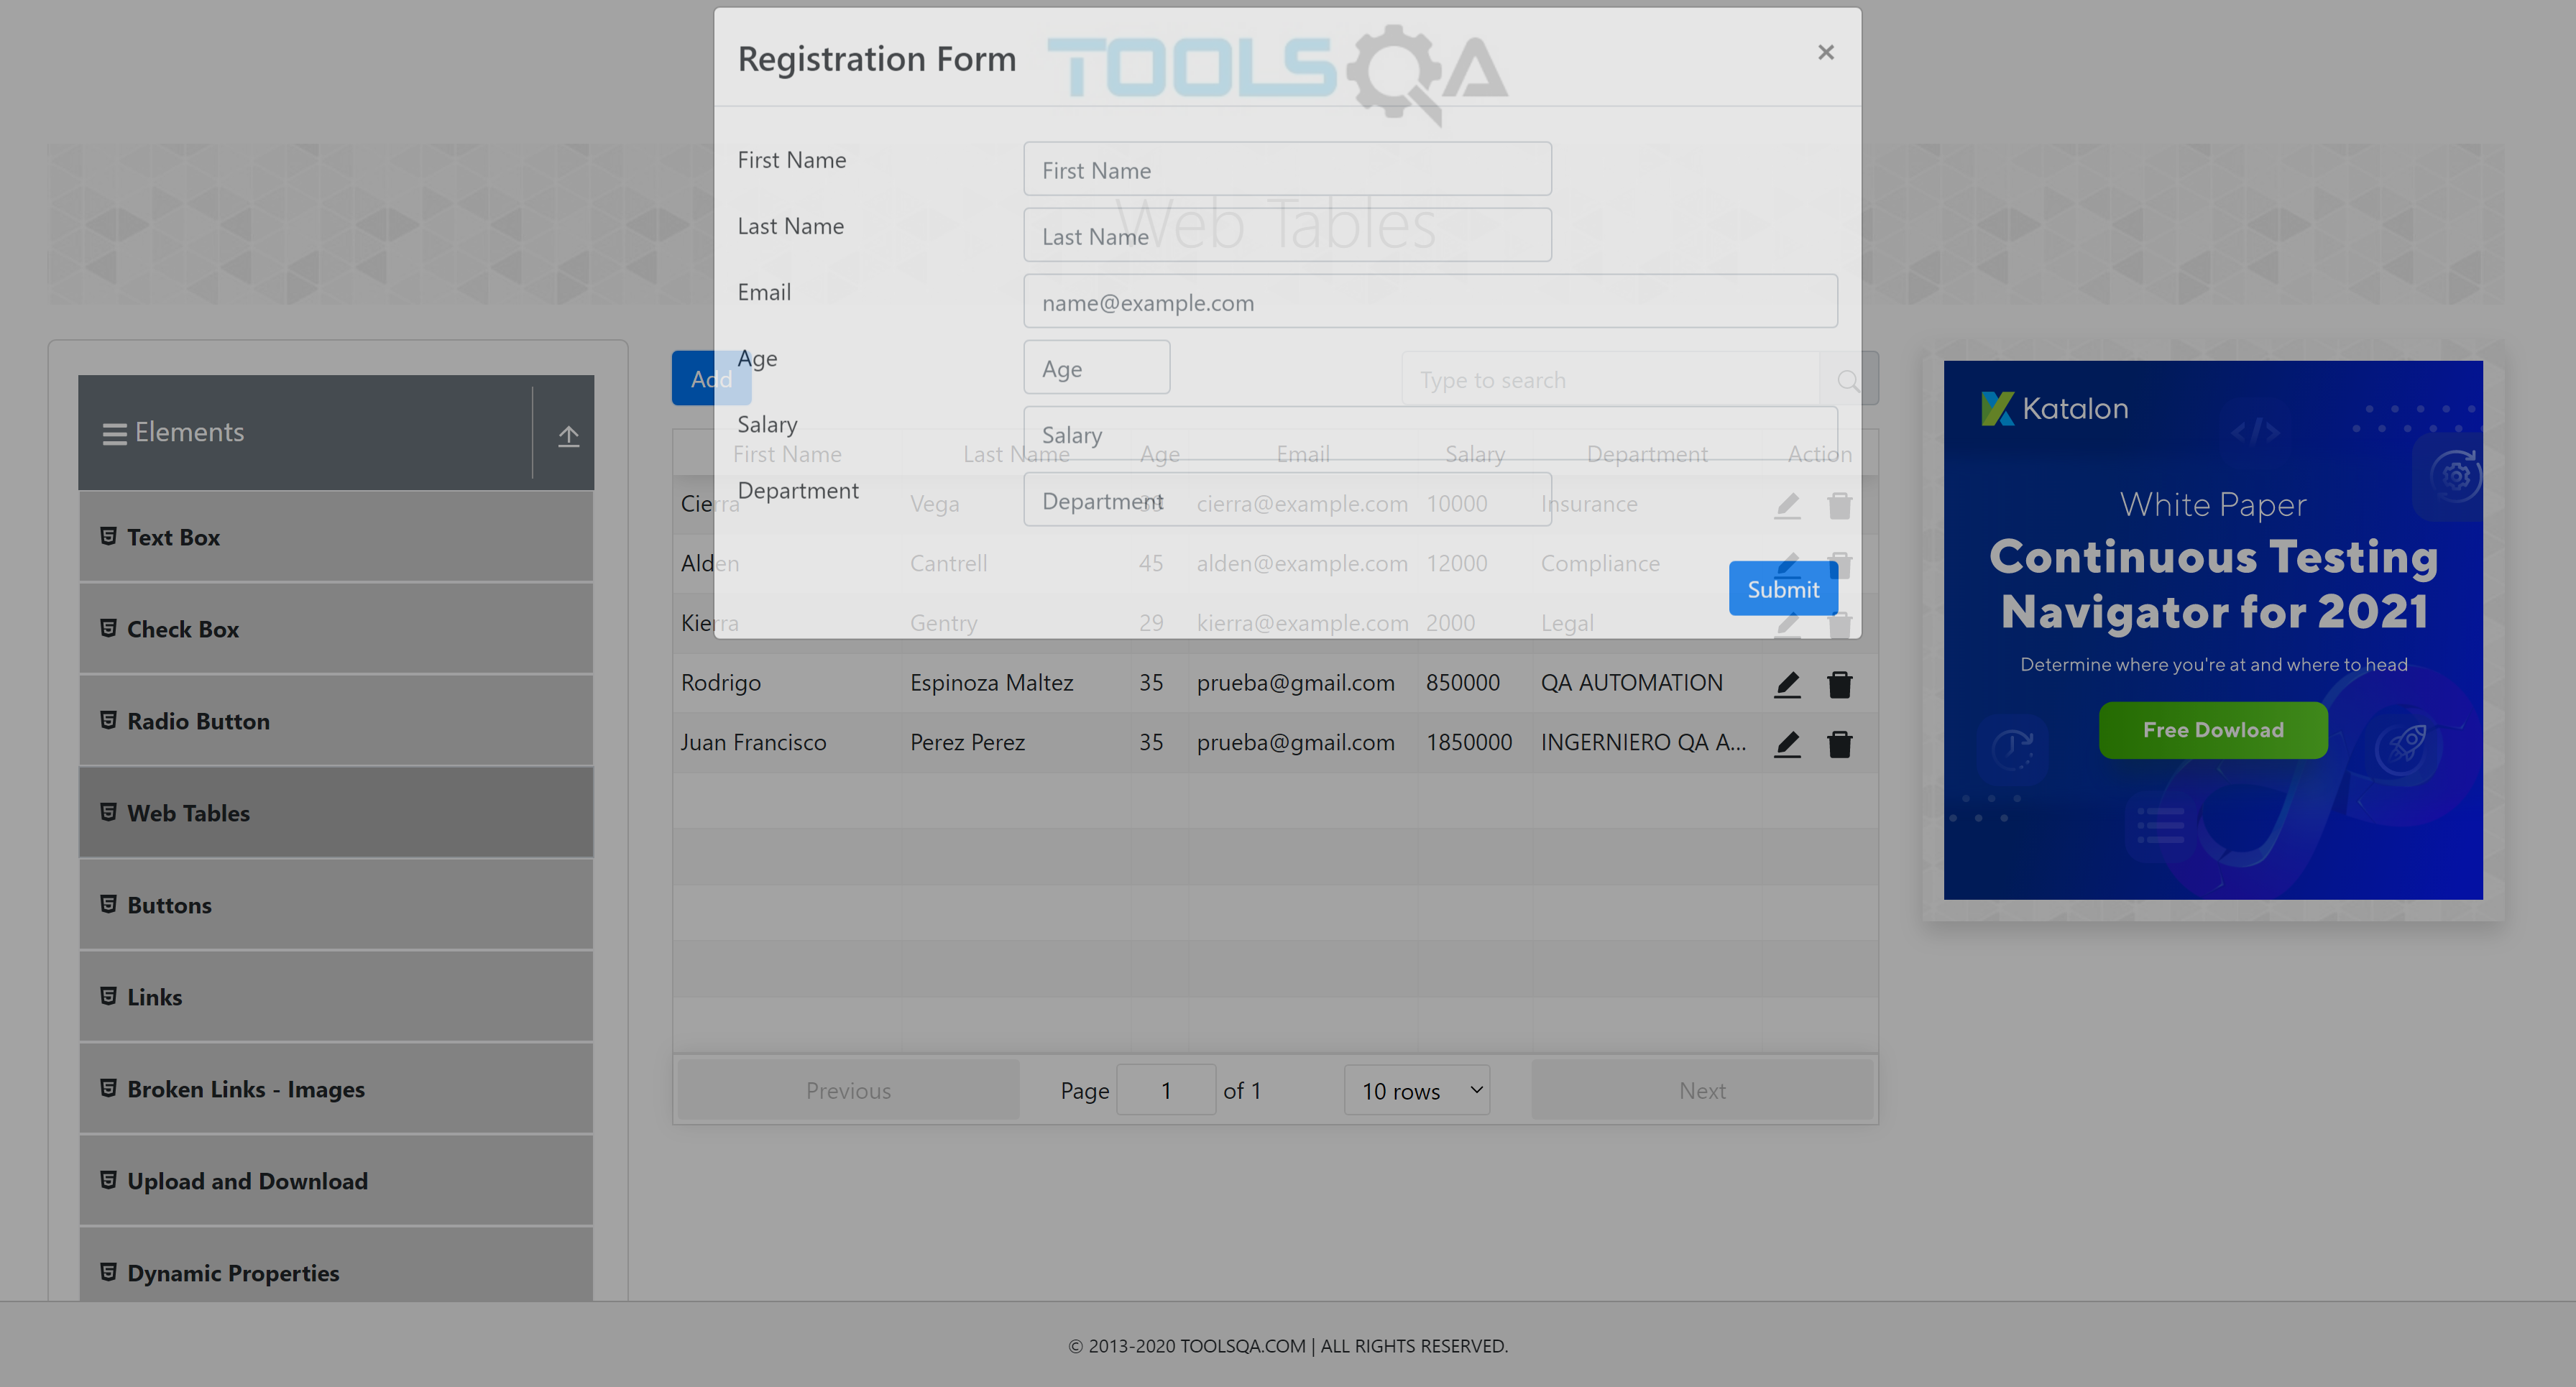 Registration Form
TOOLSQA
×
First Name
First Name
Last Name
Last Name
Web Tables
Email
name@example.com
Age
Age
Salary
Salary
Department
Department
Submit
Elements
Text Box
Check Box
Radio Button
Web Tables
Buttons
Links
Broken Links - Images
Upload and Download
Dynamic Properties
Add
Type to search
First Name Last Name Age Email Salary Department Action
Cierra Vega cierra@example.com 10000 Insurance
Alden Cantrell 45 alden@example.com 12000 Compliance
Kierra Gentry 29 kierra@example.com 2000 Legal
Rodrigo Espinoza Maltez 35 prueba@gmail.com 850000 QA AUTOMATION
Juan Francisco Perez Perez 35 prueba@gmail.com 1850000 INGERNIERO QA A...
Previous Page 1 of 1 10 rows Next
Katalon
</>
White Paper
Continuous Testing
Navigator for 2021
Determine where you're at and where to head
Free Dowload
© 2013-2020 TOOLSQA.COM | ALL RIGHTS RESERVED.